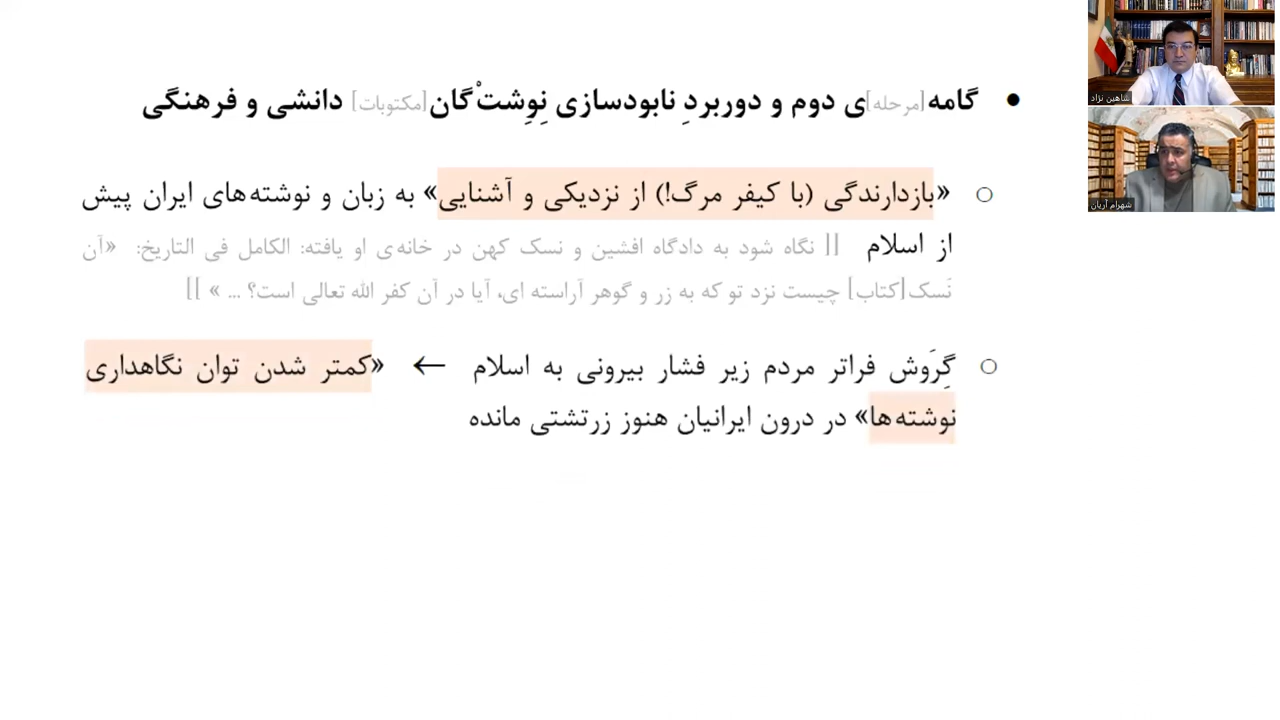 • گامه[مرحله]ی دوم و دوربردِ نابودسازی نِوِشتْ‌گان[مکتوبات] دانشی و فرهنگی
○ «بازدارندگی (با کیفر مرگ!) از نزدیکی و آشنایی» به زبان و نوشته‌های ایران پیش
از اسلام [[ نگاه شود به دادگاه افشین و نسک کهن در خانه‌ی او یافته: الکامل فی التاریخ: «آن
نَسک[کتاب] چیست نزد تو که به زر و گوهر آراسته ای، آیا در آن کفر الله تعالی است؟ ... » ]]
○ گِرَوِش فراتر مردم زیر فشار بیرونی به اسلام ← «کمتر شدن توان نگاهداری
نوشته‌ها» در درون ایرانیان هنوز زرتشتی مانده
شاهین نژاد
شهرام آریان